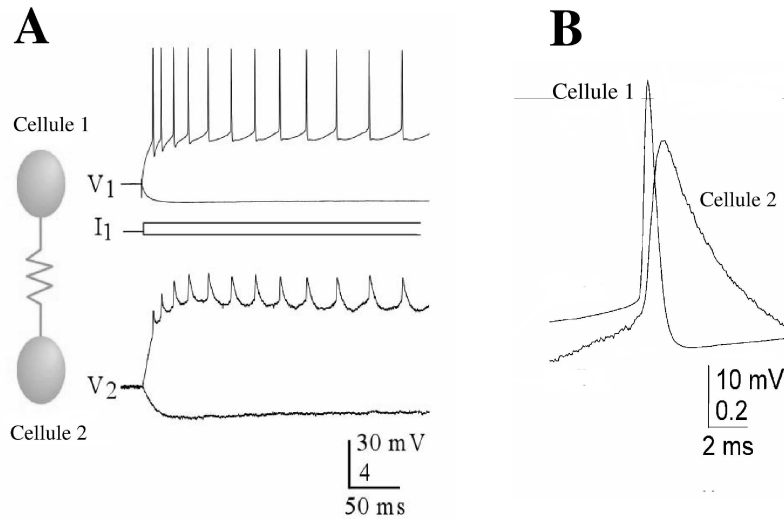 A
Cellule 1
V1
I1
V2
Cellule 2
30 mV
4
50 ms
B
Cellule 1
Cellule 2
10 mV
0.2
2 ms